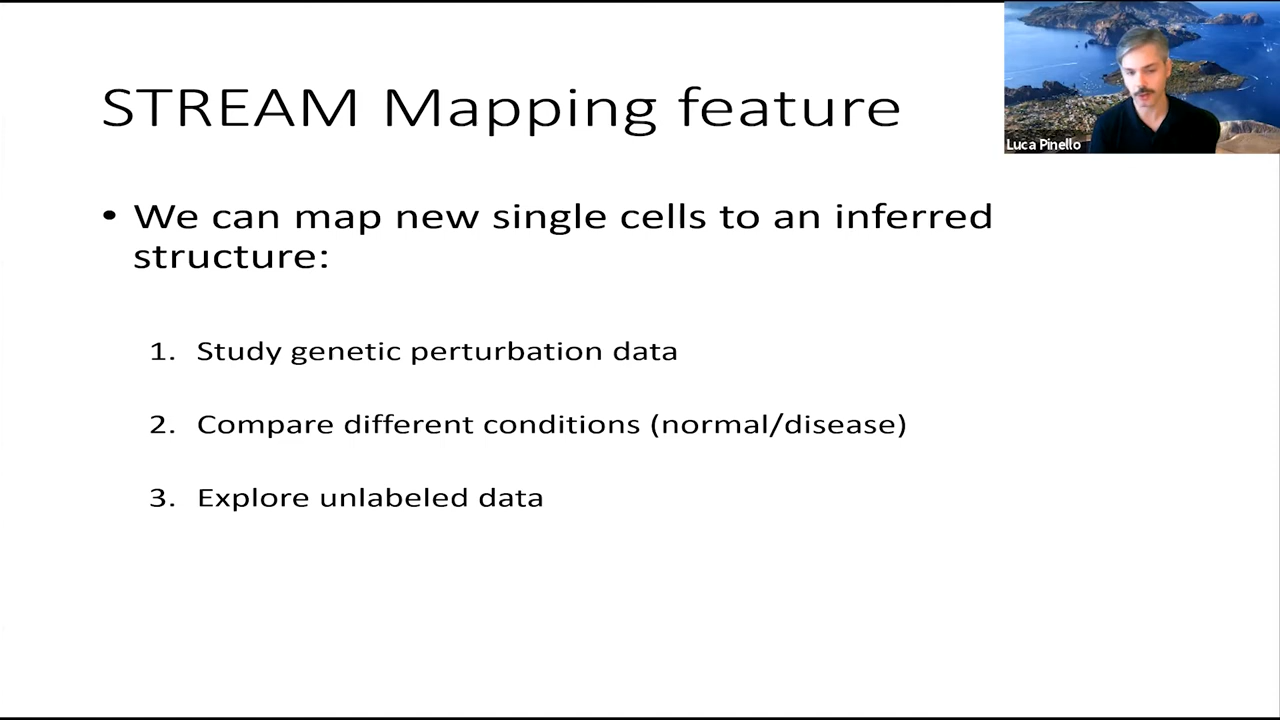 STREAM Mapping feature
Luca Pinello
• We can map new single cells to an inferred
structure:
1. Study genetic perturbation data
2. Compare different conditions (normal/disease)
3. Explore unlabeled data